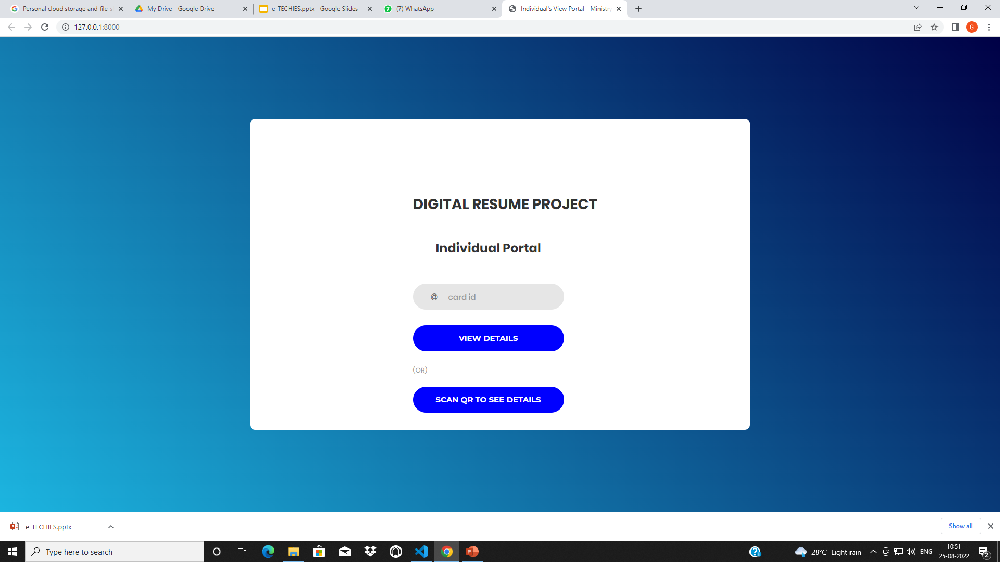 Personal cloud storage and file-s
My Drive - Google Drive
e-TECHIES.pptx - Google Slides
(7) WhatsApp
Individual's View Portal - Ministry
127.0.0.1:8000
G
DIGITAL RESUME PROJECT
Individual Portal
@ card id
VIEW DETAILS
(OR)
SCAN QR TO SEE DETAILS
e-TECHIES.pptx
Show all
Type here to search
28°C Light rain
ENG
10:51
25-08-2022
2